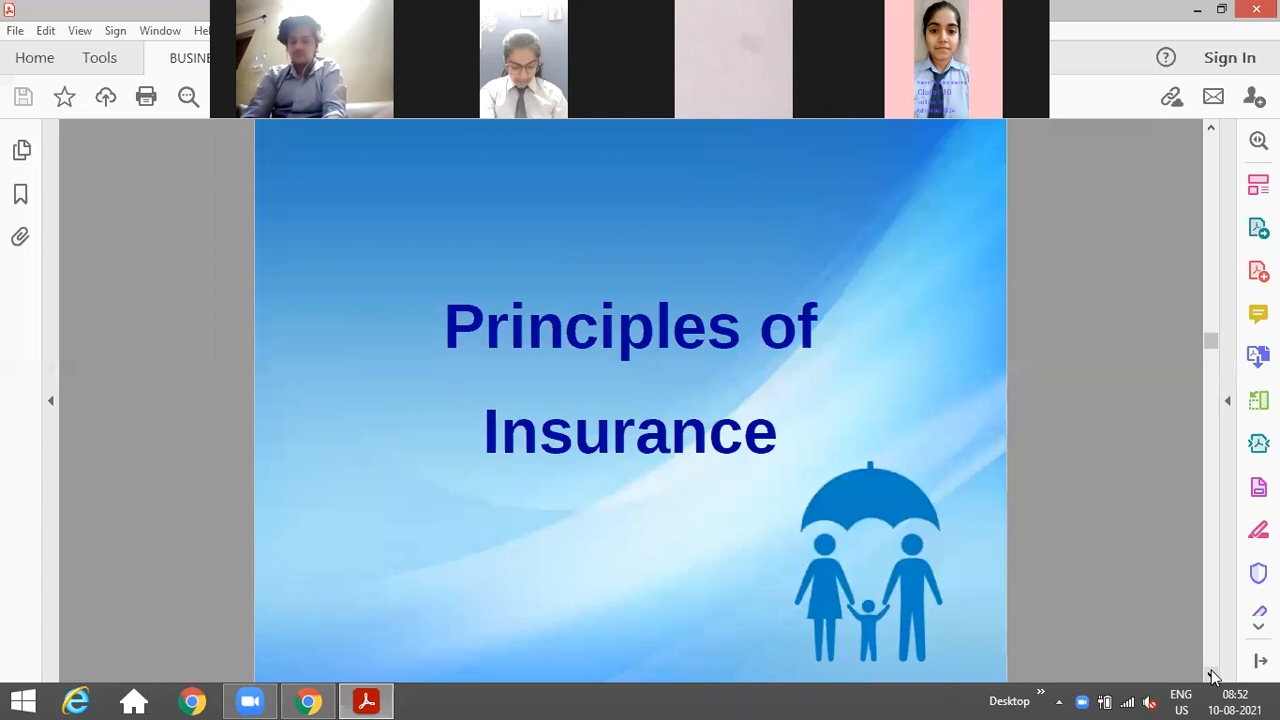 File Edit View Sign Window Hel
Home Tools BUSINE
Sign In
Principles of
Insurance
Desktop
ENG
US
08:52
10-08-2021